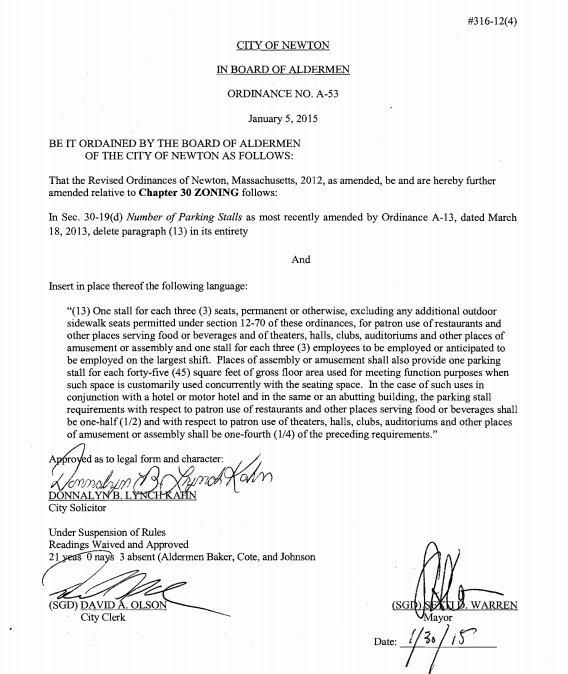 #316-12(4)
CITY OF NEWTON
IN BOARD OF ALDERMEN
ORDINANCE NO. A-53
January 5, 2015
BE IT ORDAINED BY THE BOARD OF ALDERMEN
OF THE CITY OF NEWTON AS FOLLOWS:
That the Revised Ordinances of Newton, Massachusetts, 2012, as amended, be and are hereby further
amended relative to Chapter 30 ZONING follows:
In Sec. 30-19(d) Number of Parking Stalls as most recently amended by Ordinance A-13, dated March
18, 2013, delete paragraph (13) in its entirety
And
Insert in place thereof the following language:
"(13) One stall for each three (3) seats, permanent or otherwise, excluding any additional outdoor
sidewalk seats permitted under section 12-70 of these ordinances, for patron use of restaurants and
other places serving food or beverages and of theaters, halls, clubs, auditoriums and other places of
amusement or assembly and one stall for each three (3) employees to be employed or anticipated to
be employed on the largest shift. Places of assembly or amusement shall also provide one parking
stall for each forty-five (45) square feet of gross floor area used for meeting function purposes when
such space is customarily used concurrently with the seating space. In the case of such uses in
conjunction with a hotel or motor hotel and in the same or an abutting building, the parking stall
requirements with respect to patron use of restaurants and other places serving food or beverages shall
be one-half (1/2) and with respect to patron use of theaters, halls, clubs, auditoriums and other places
of amusement or assembly shall be one-fourth (1/4) of the preceding requirements."
Approved as to legal form and character:
Donnalyn B. Lynch Kahn
DONNALYN B. LYNCH KAHN
City Solicitor
Under Suspension of Rules
Readings Waived and Approved
21 yeas 0 nays 3 absent (Aldermen Baker, Cote, and Johnson
(SGD) DAVID A. OLSON
City Clerk
(SGD) D. WARREN
Mayor
Date: 1/30/15